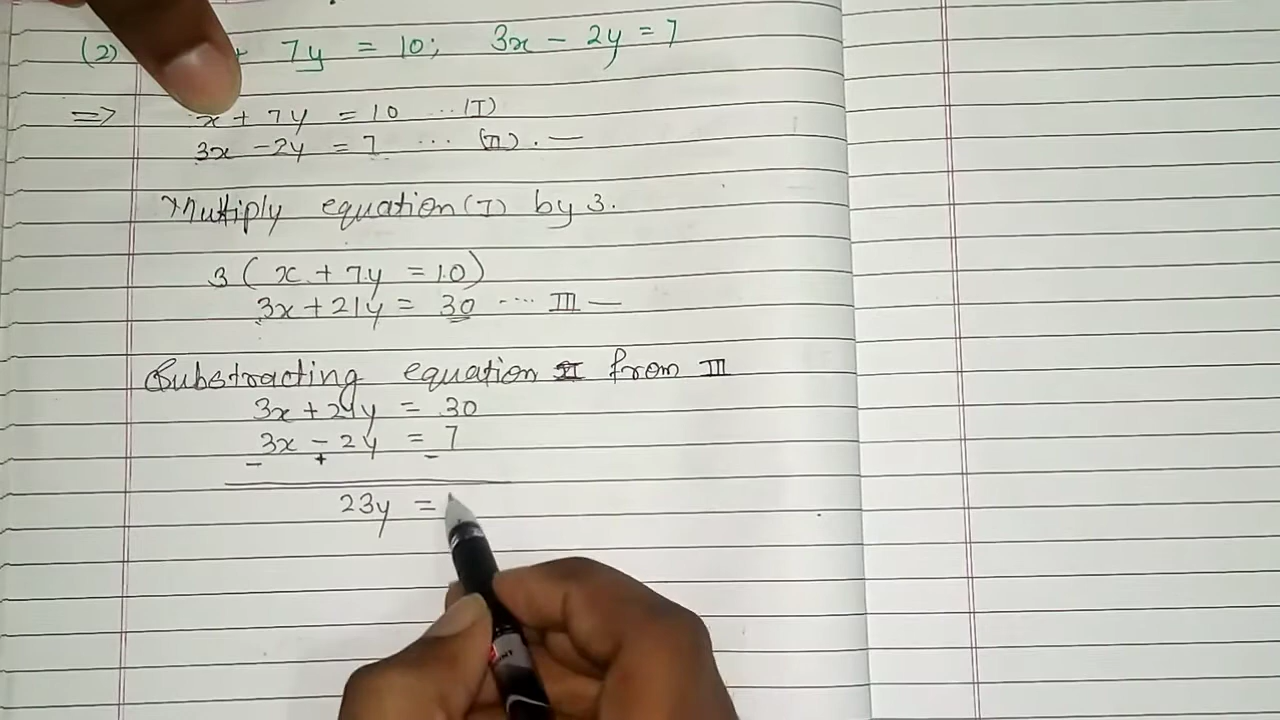 (2) + 7y = 10; 3x - 2y = 7
=> x + 7y = 10 ... (I)
3x - 2y = 7 ... (II). —
Multiply equation (I) by 3.
3 ( x + 7y = 10 )
3x + 21y = 30 .... III —
Substracting equation II from III
3x + 21y = 30
3x - 2y = 7
- + -
23y =